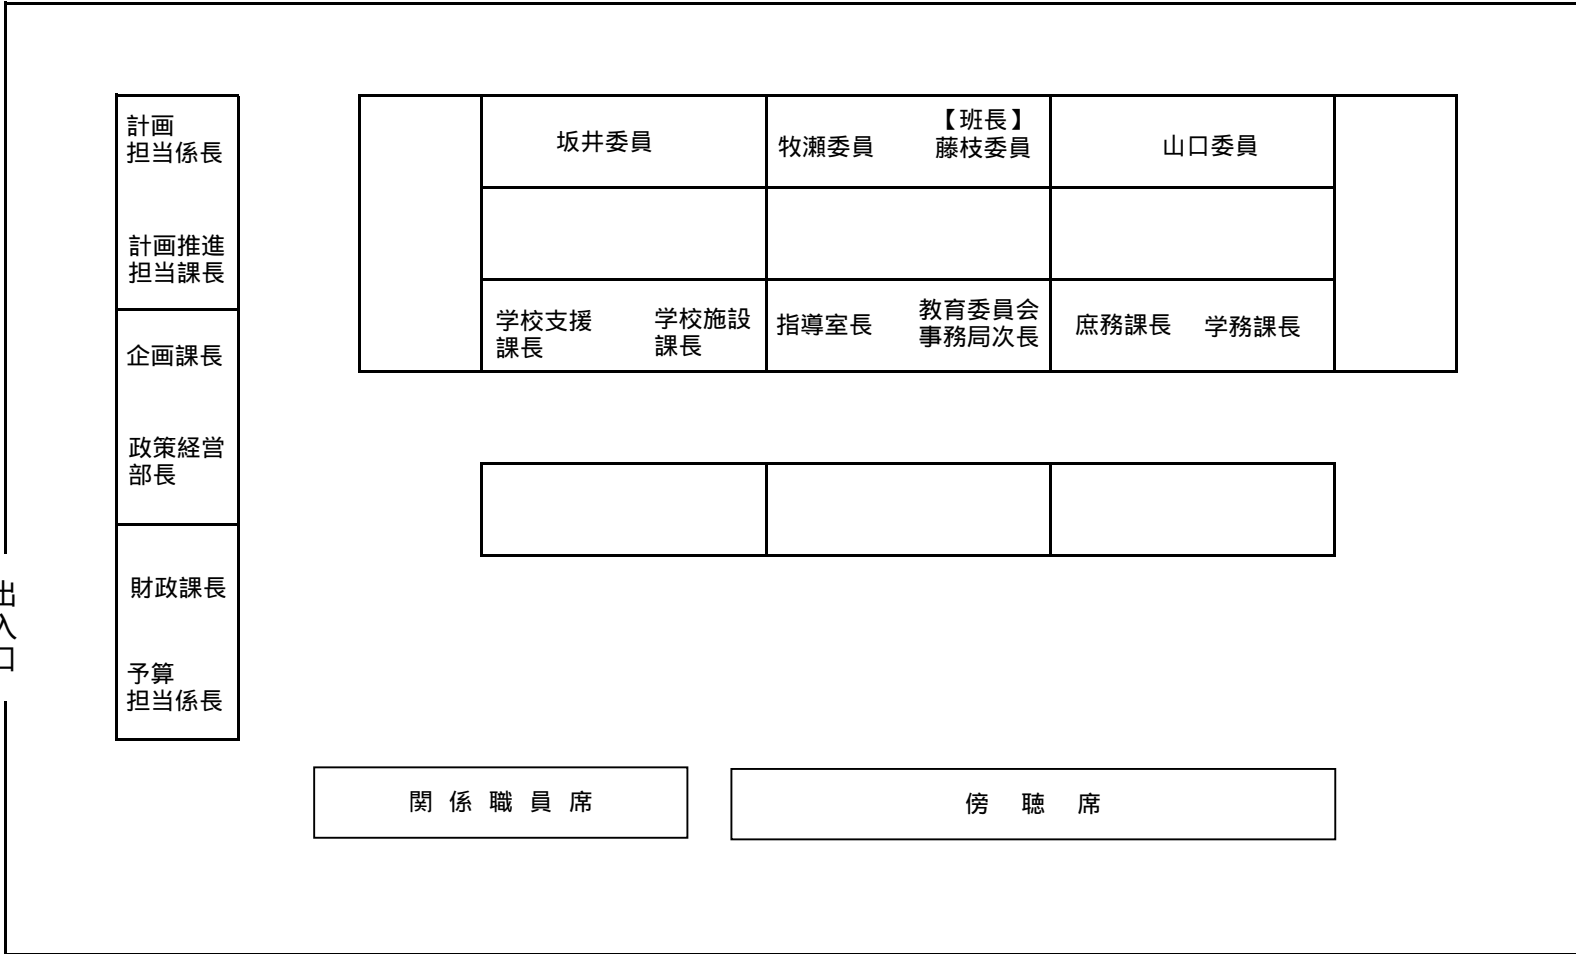 計画
担当係長
計画推進
担当課長
企画課長
政策経営
部長
財政課長
予算
担当係長
坂井委員
牧瀬委員
【班長】
藤枝委員
山口委員
学校支援
課長
学校施設
課長
指導室長
教育委員会
事務局次長
庶務課長
学務課長
出入口
関係職員席
傍聴席